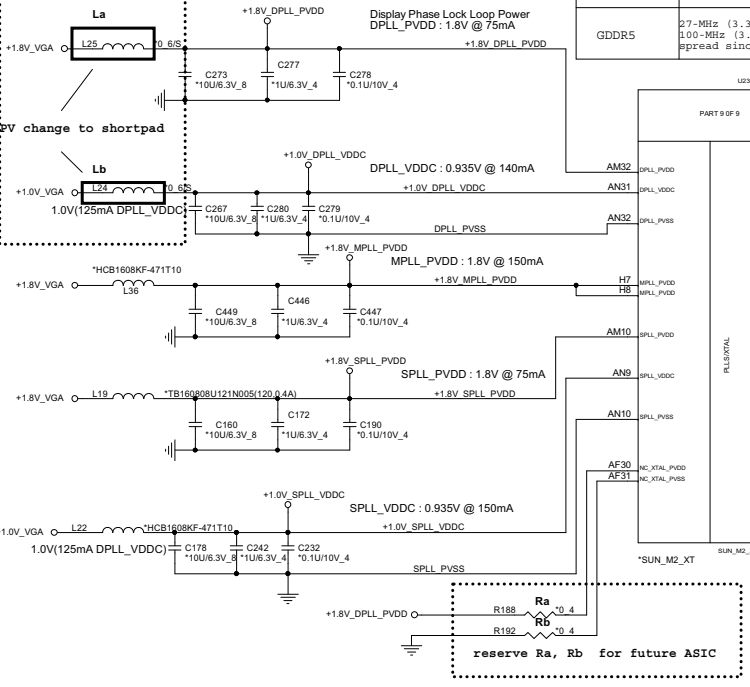 La
+1.8V_DPLL_PVDD
Display Phase Lock Loop Power
DPLL_PVDD : 1.8V @ 75mA
+1.8V_VGA
L25
*0_6/S
+1.8V_DPLL_PVDD
GDDR5
27-MHz (3.3
100-MHz (3.
spread sinc
C273
*10U/6.3V_8
C277
*1U/6.3V_4
C278
*0.1U/10V_4
U23
PART 9 OF 9
PV change to shortpad
Lb
+1.0V_DPLL_VDDC
DPLL_VDDC : 0.935V @ 140mA
AM32
DPLL_PVDD
+1.0V_VGA
L24
*0_6/S
+1.0V_DPLL_VDDC
AN31
DPLL_VDDC
1.0V(125mA DPLL_VDDC)
C267
*10U/6.3V_8
C280
*1U/6.3V_4
C279
*0.1U/10V_4
DPLL_PVSS
AN32
DPLL_PVSS
+1.8V_MPLL_PVDD
MPLL_PVDD : 1.8V @ 150mA
*HCB1608KF-471T10
+1.8V_VGA
L36
+1.8V_MPLL_PVDD
H7
MPLL_PVDD
H8
MPLL_PVDD
C449
*10U/6.3V_8
C446
*1U/6.3V_4
C447
*0.1U/10V_4
AM10
SPLL_PVDD
PLLS/XTAL
+1.8V_SPLL_PVDD
SPLL_PVDD : 1.8V @ 75mA
AN9
SPLL_VDDC
+1.8V_VGA
L19
*TB160808U121N005(120,0.4A)
+1.8V_SPLL_PVDD
C160
*10U/6.3V_8
C172
*1U/6.3V_4
C190
*0.1U/10V_4
AN10
SPLL_PVSS
AF30
NC_XTAL_PVDD
AF31
NC_XTAL_PVSS
+1.0V_SPLL_VDDC
SPLL_VDDC : 0.935V @ 150mA
+1.0V_VGA
L22
*HCB1608KF-471T10
+1.0V_SPLL_VDDC
1.0V(125mA DPLL_VDDC)
C178
*10U/6.3V_8
C242
*1U/6.3V_4
C232
*0.1U/10V_4
SPLL_PVSS
*SUN_M2_XT
SUN_M2_
+1.8V_DPLL_PVDD
R188
Ra
*0_4
R192
Rb
*0_4
reserve Ra, Rb for future ASIC